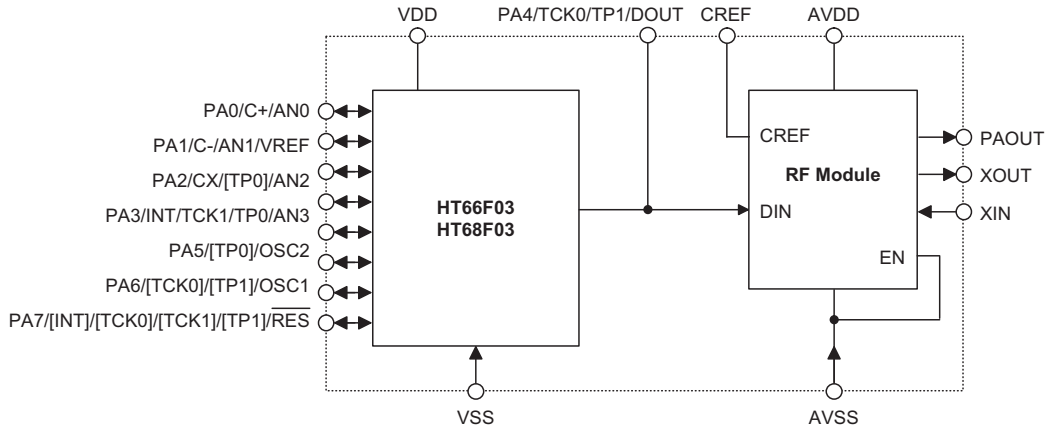 VDD
PA4/TCK0/TP1/DOUT
CREF
AVDD
PA0/C+/AN0
PA1/C-/AN1/VREF
PA2/CX/[TP0]/AN2
PA3/INT/TCK1/TP0/AN3
PA5/[TP0]/OSC2
PA6/[TCK0]/[TP1]/OSC1
PA7/[INT]/[TCK0]/[TCK1]/[TP1]/R̅E̅S̅
HT66F03
HT68F03
CREF
RF Module
DIN
EN
PAOUT
XOUT
XIN
VSS
AVSS